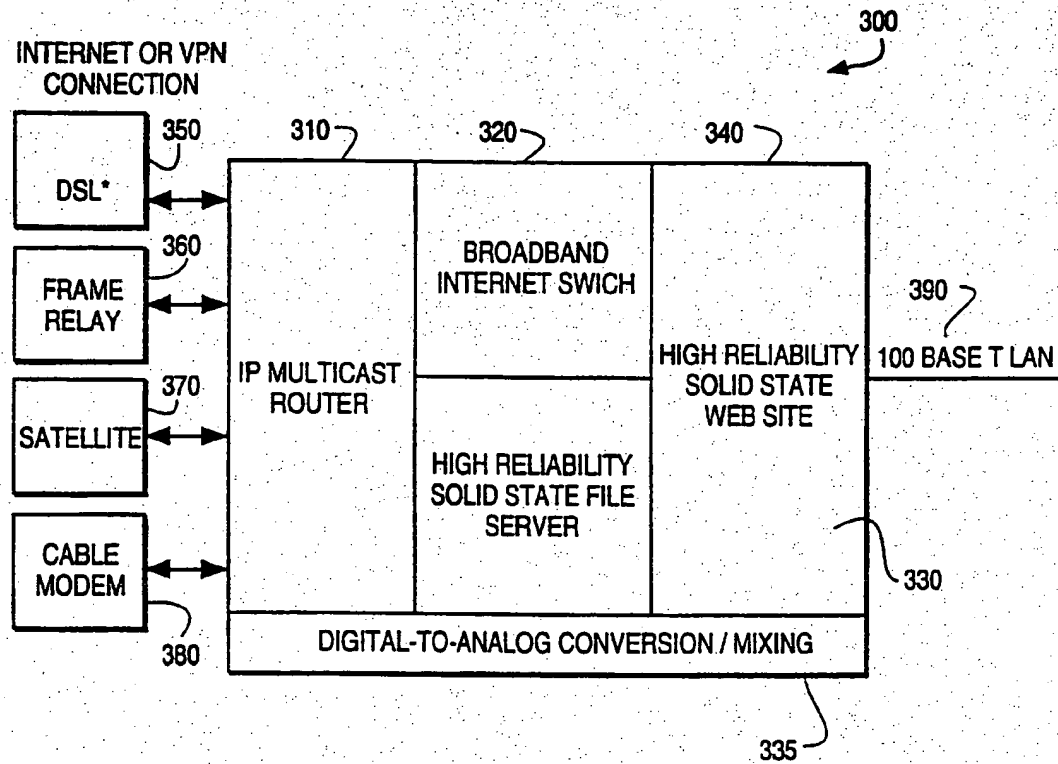 300
INTERNET OR VPN
CONNECTION
350
310
320
340
DSL*
360
FRAME
RELAY
BROADBAND
INTERNET SWICH
390
370
SATELLITE
IP MULTICAST
ROUTER
HIGH RELIABILITY
SOLID STATE
WEB SITE
100 BASE T LAN
HIGH RELIABILITY
SOLID STATE FILE
SERVER
CABLE
MODEM
380
330
DIGITAL-TO-ANALOG CONVERSION / MIXING
335